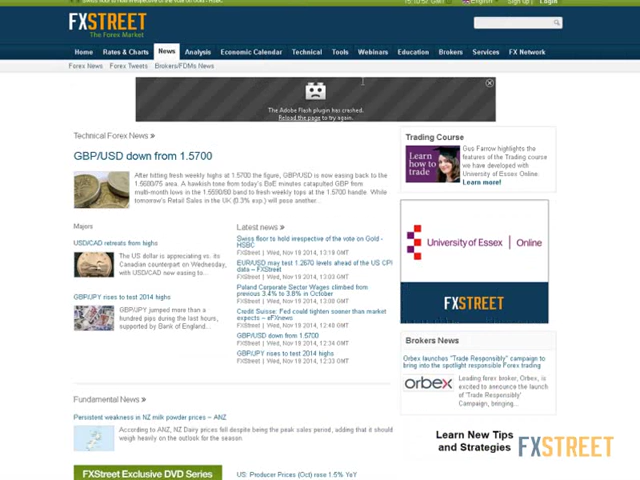 FXSTREET
The Forex Market
English
Sign up
Login
Home Rates & Charts News Analysis Economic Calendar Technical Tools Webinars Education Brokers Services FX Network
Forex News Forex Tweets Brokers/FDMs News
The Adobe Flash plugin has crashed.
Reload the page to try again.
Technical Forex News »
GBP/USD down from 1.5700
After hitting fresh weekly highs at 1.5700 the figure, GBP/USD is now easing back to the
1.5680/75 area. A hawkish tone from today's BoE minutes catapulted GBP from
multi-month lows in the 1.5590/80 band to fresh weekly tops at the 1.5700 handle. While
tomorrow's Retail Sales in the UK (0.3% exp.) will pose another...
Majors
USD/CAD retreats from highs
The US dollar is appreciating vs. its
Canadian counterpart on Wednesday,
with USD/CAD now easing to...
GBP/JPY rises to test 2014 highs
GBP/JPY jumped more than a
hundred pips during the last hours,
supported by Bank of England...
Latest news »
Swiss floor to hold irrespective of the vote on Gold -
HSBC
FXStreet | Wed, Nov 19 2014, 13:19 GMT
EUR/USD may test 1.2670 levels ahead of the US CPI
data – FXStreet
FXStreet | Wed, Nov 19 2014, 13:03 GMT
Poland Corporate Sector Wages climbed from
previous 3.4% to 3.8% in October
FXStreet | Wed, Nov 19 2014, 13:00 GMT
Credit Suisse: Fed could tighten sooner than market
expects – eFXnews
FXStreet | Wed, Nov 19 2014, 12:48 GMT
GBP/USD down from 1.5700
FXStreet | Wed, Nov 19 2014, 12:34 GMT
GBP/JPY rises to test 2014 highs
FXStreet | Wed, Nov 19 2014, 12:33 GMT
Fundamental News »
Persistent weakness in NZ milk powder prices – ANZ
According to ANZ, NZ Dairy prices fell despite being the peak sales period, adding that it should
weigh heavily on the outlook for the season.
FXStreet Exclusive DVD Series
US: Producer Prices (Oct) rose 1.5% YoY
Trading Course
Learn
how to
trade
Gus Farrow highlights the
features of the Trading course
we have developed with
University of Essex Online.
Learn more!
University of Essex | Online
FXSTREET
Brokers News
Orbex launches "Trade Responsibly" campaign to
bring into the spotlight responsible Forex trading
orbex
Leading forex broker, Orbex, is
excited to announce the launch
of 'Trade Responsibly'
Campaign, bringing...
Learn New Tips
and Strategies
FXSTREET